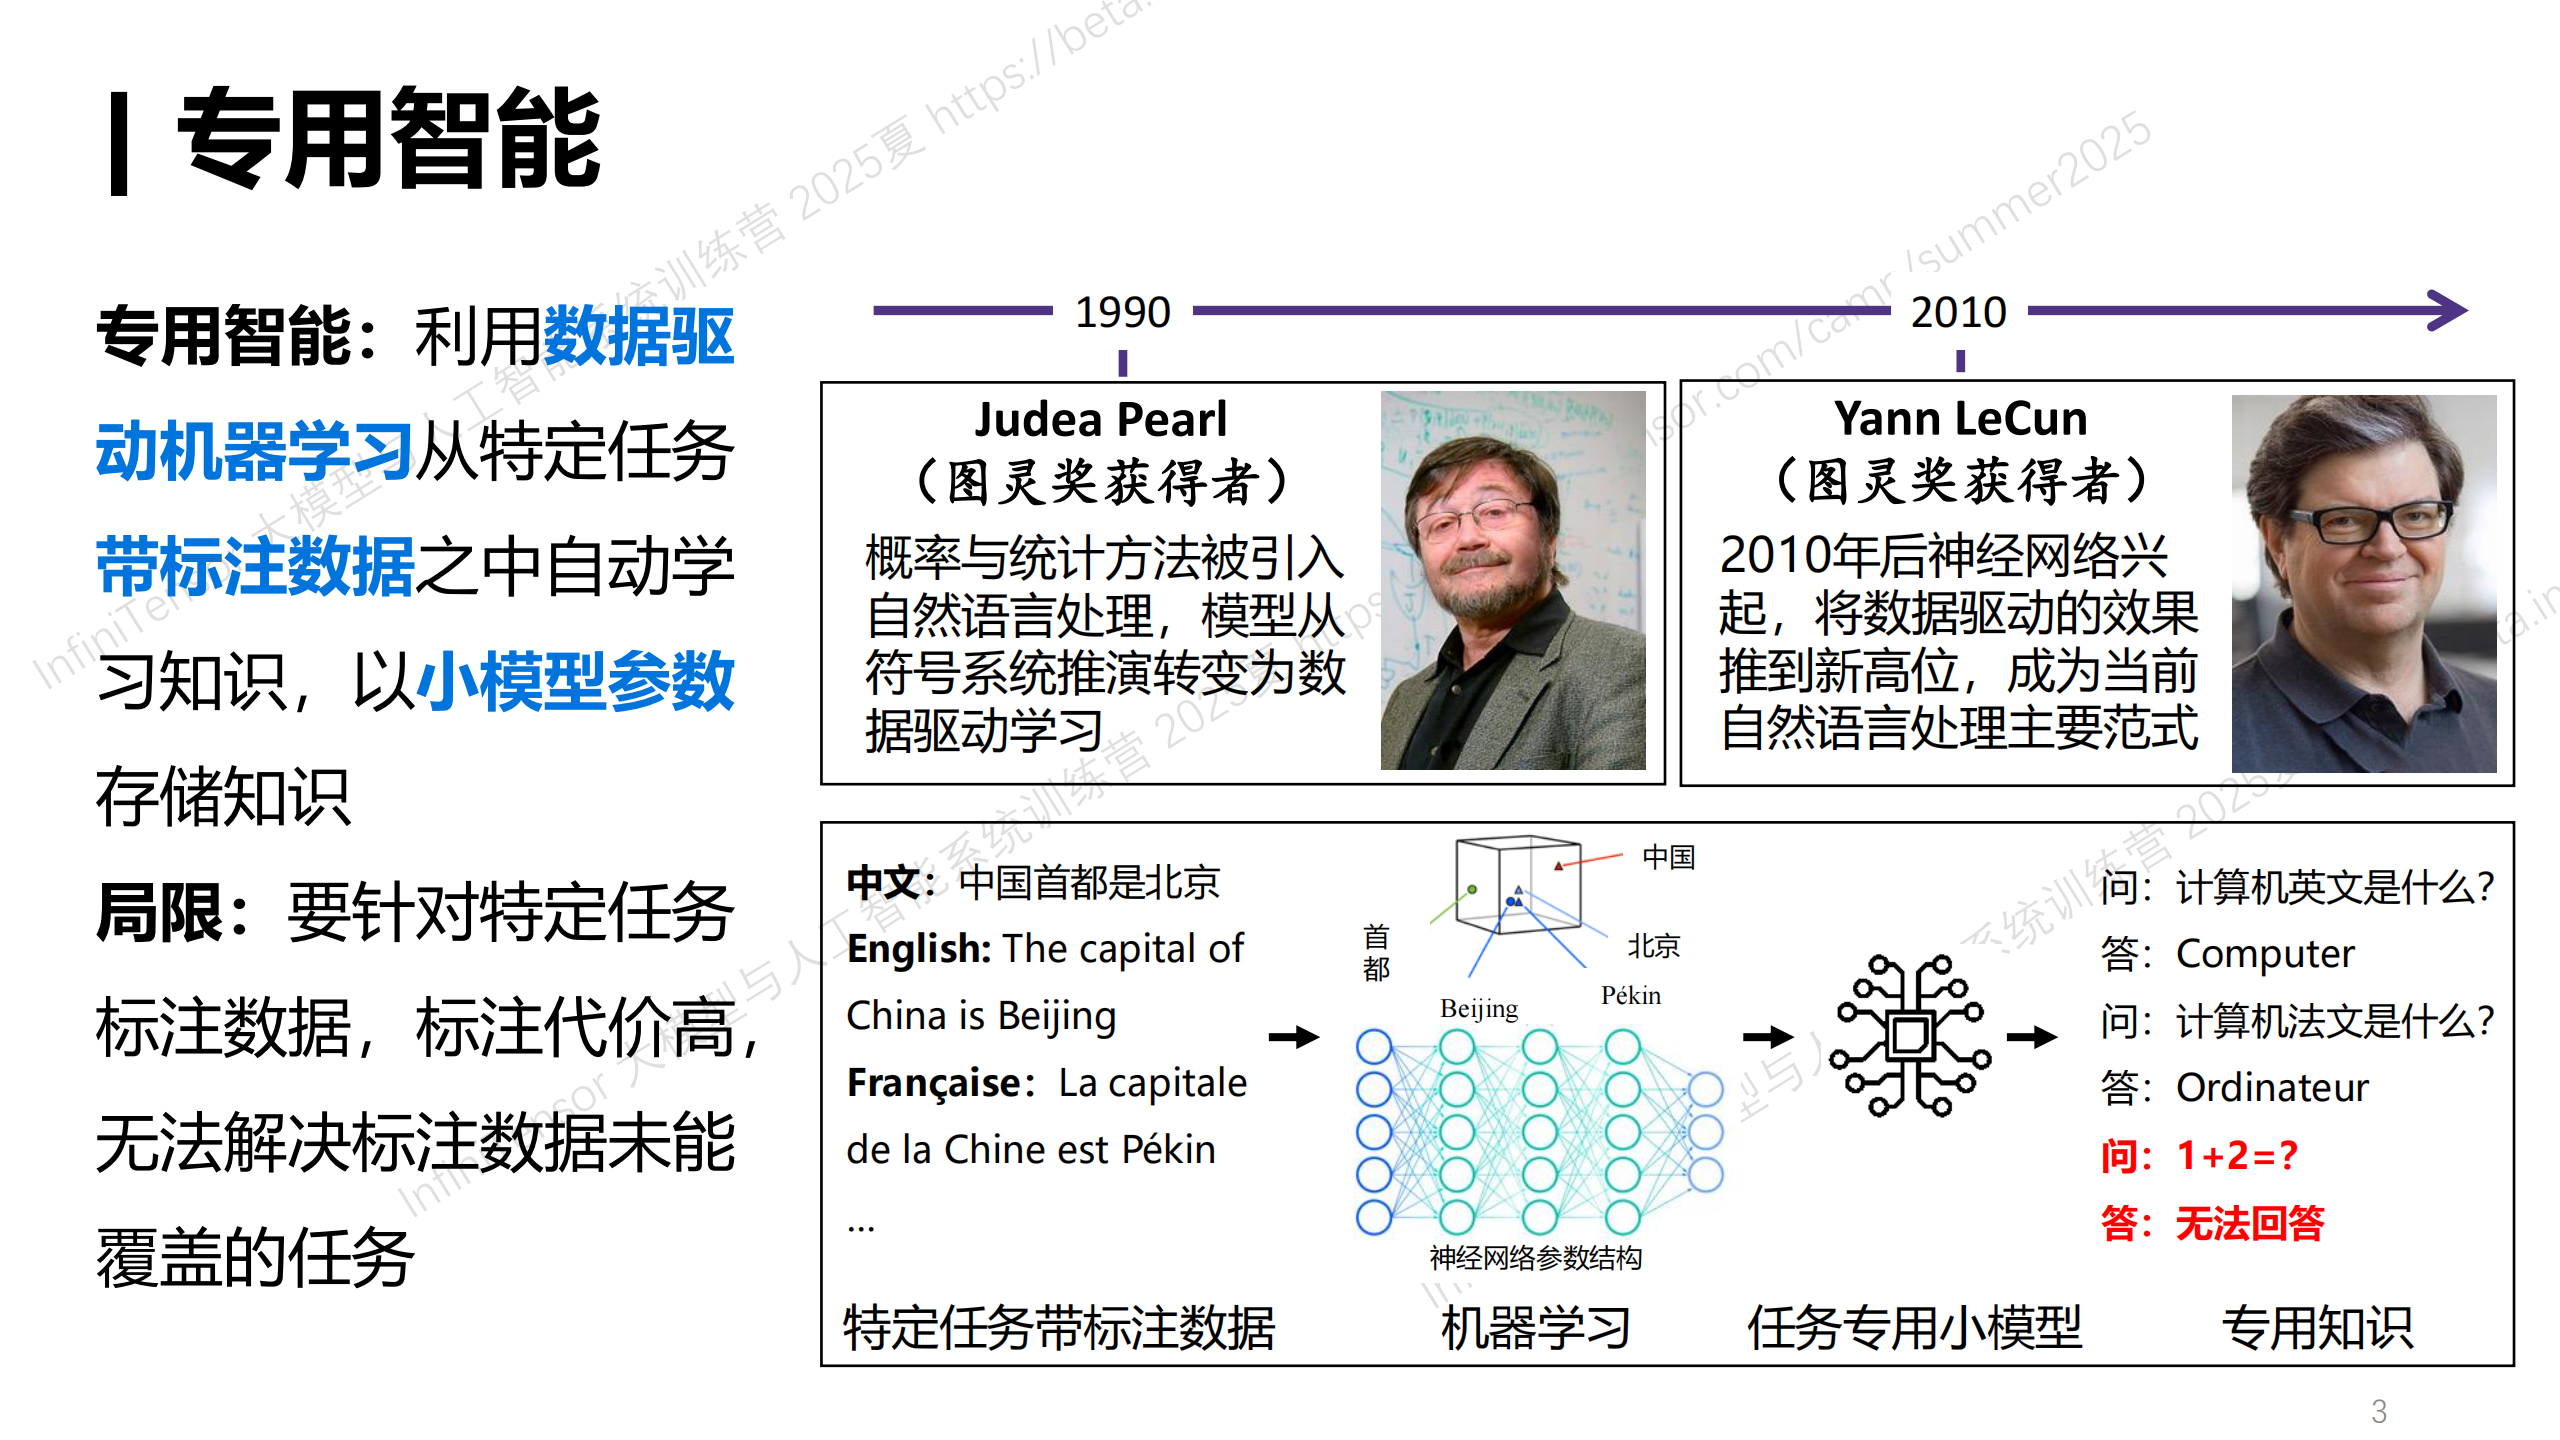 专用智能
专用智能：利用数据驱
动机器学习从特定任务
带标注数据之中自动学
习知识，以小模型参数
存储知识
局限：要针对特定任务
标注数据，标注代价高，
无法解决标注数据未能
覆盖的任务
1990
2010
Judea Pearl
（图灵奖获得者）
概率与统计方法被引入
自然语言处理，模型从
符号系统推演转变为数
据驱动学习
Yann LeCun
（图灵奖获得者）
2010年后神经网络兴
起，将数据驱动的效果
推到新高位，成为当前
自然语言处理主要范式
中文：中国首都是北京
English: The capital of
China is Beijing
Française：La capitale
de la Chine est Pékin
...
特定任务带标注数据
中国
首
都
北京
Beijing
Pékin
神经网络参数结构
机器学习
任务专用小模型
问：计算机英文是什么？
答：Computer
问：计算机法文是什么？
答：Ordinateur
问：1+2=？
答：无法回答
专用知识
3